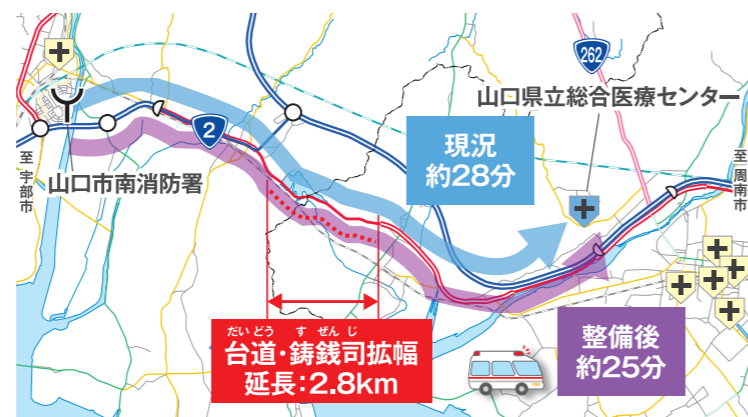 262
山口県立総合医療センター
2
現況
約28分
至周南市
至宇部市
山口市南消防署
だいどう すぜんじ
台道・鋳銭司拡幅
延長:2.8km
整備後
約25分